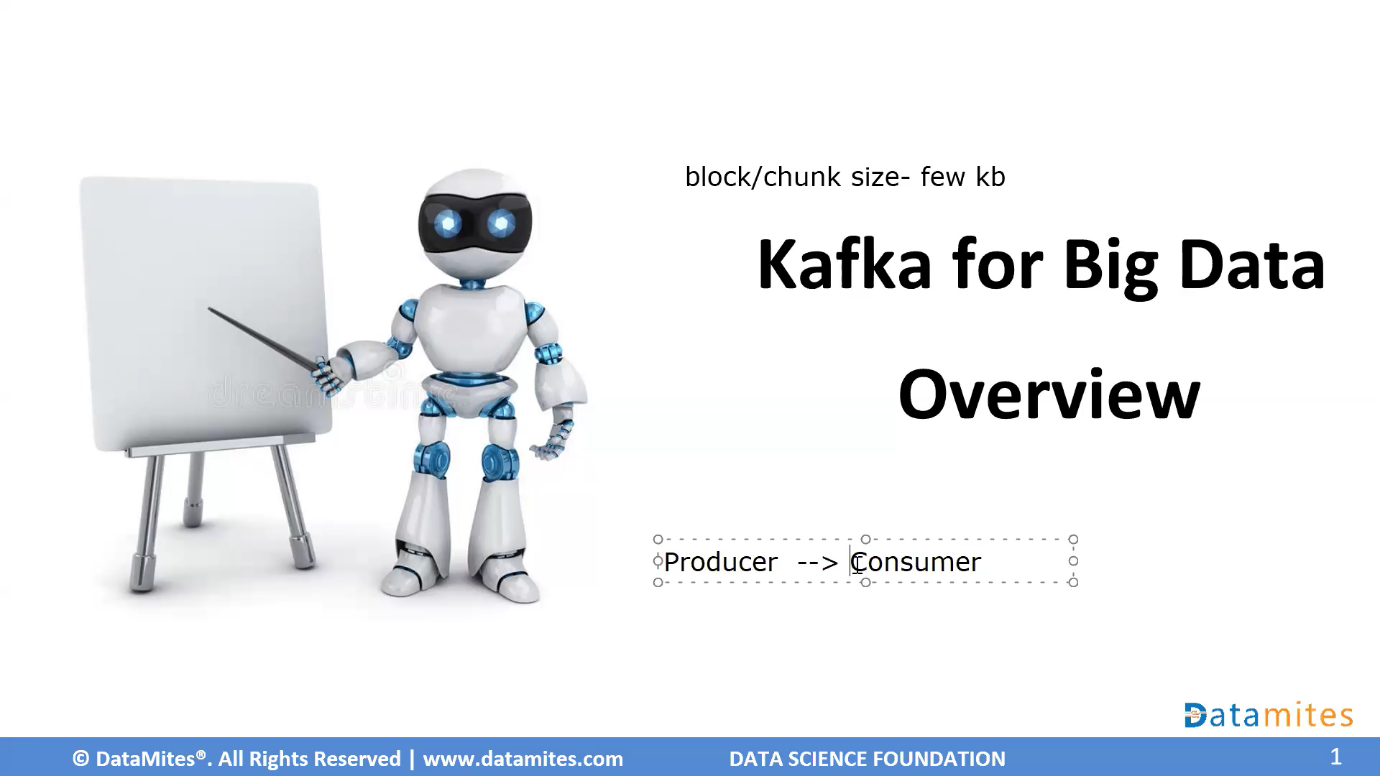 block/chunk size- few kb
Kafka for Big Data
Overview
dreamstime
Producer --> Consumer
Datamites
© DataMites®. All Rights Reserved | www.datamites.com DATA SCIENCE FOUNDATION 1